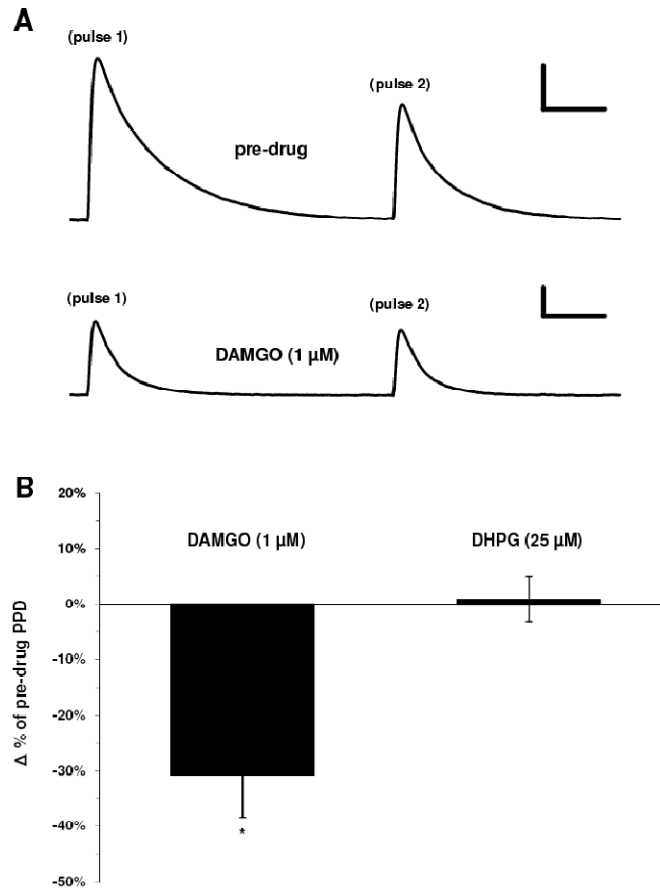 A
(pulse 1)
(pulse 2)
pre-drug
(pulse 1)
(pulse 2)
DAMGO (1 µM)
B
20%
DAMGO (1 µM)
DHPG (25 µM)
10%
0%
-10%
-20%
-30%
-40%
-50%
Δ % of pre-drug PPD
*